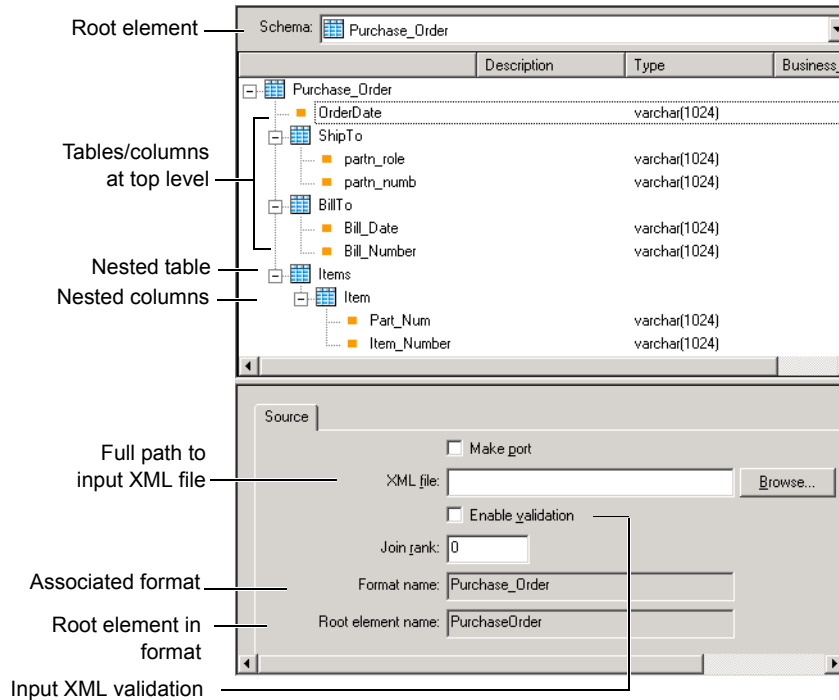 Root element
Schema: Purchase_Order
Description Type Business_
Purchase_Order
OrderDate varchar(1024)
ShipTo
Tables/columns
at top level
partn_role varchar(1024)
partn_numb varchar(1024)
BillTo
Bill_Date varchar(1024)
Bill_Number varchar(1024)
Nested table
Items
Nested columns
Item
Part_Num varchar(1024)
Item_Number varchar(1024)
Source
Make port
Full path to
input XML file
XML file: Browse...
Enable validation
Join rank: 0
Associated format
Format name: Purchase_Order
Root element in
format
Root element name: PurchaseOrder
Input XML validation